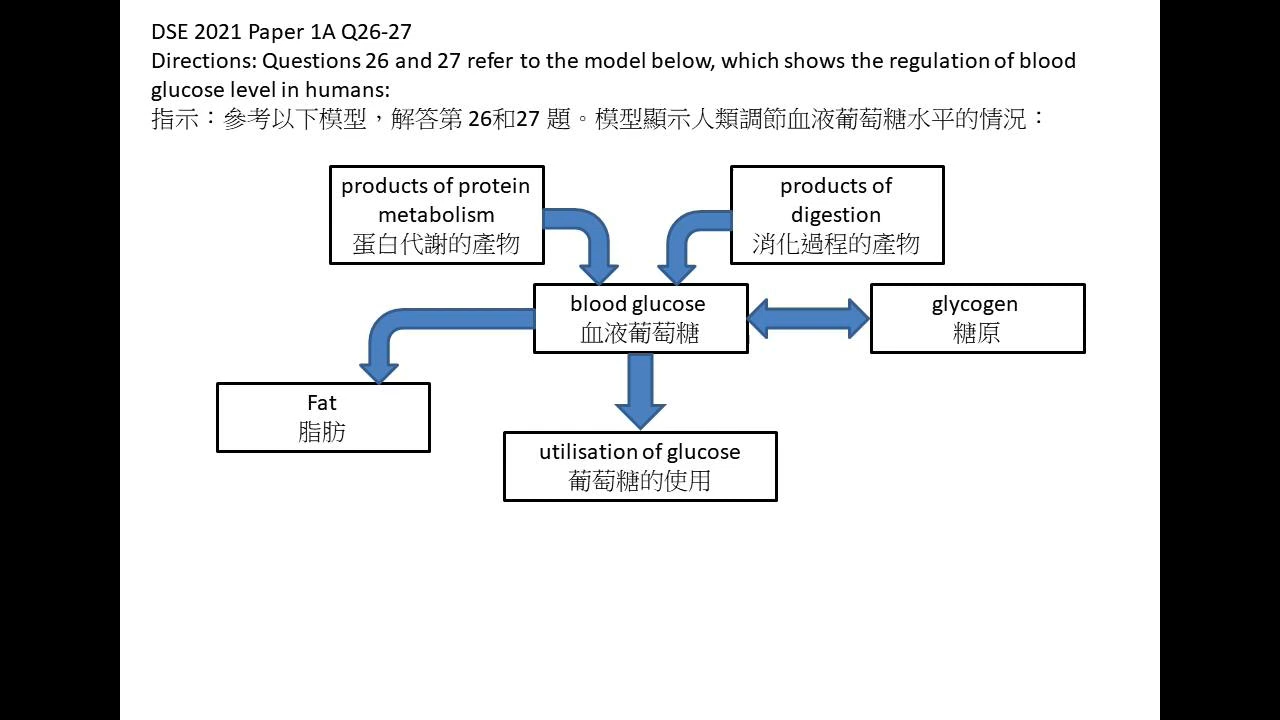 DSE 2021 Paper 1A Q26-27
Directions: Questions 26 and 27 refer to the model below, which shows the regulation of blood
glucose level in humans:
指示：參考以下模型，解答第 26和27 題。模型顯示人類調節血液葡萄糖水平的情況：
products of protein
metabolism
蛋白代謝的產物
products of
digestion
消化過程的產物
blood glucose
血液葡萄糖
glycogen
糖原
Fat
脂肪
utilisation of glucose
葡萄糖的使用